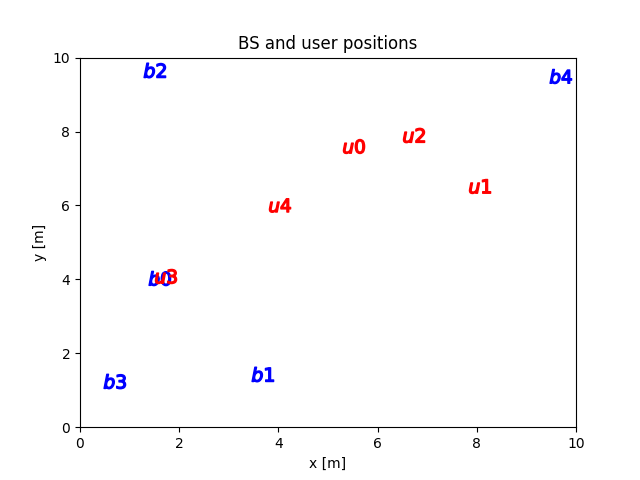 BS and user positions
10
b2
b4
8
u2
u0
u1
6
u4
y [m]
4
b0
u3
2
b3
b1
0
0 2 4 6 8 10
x [m]